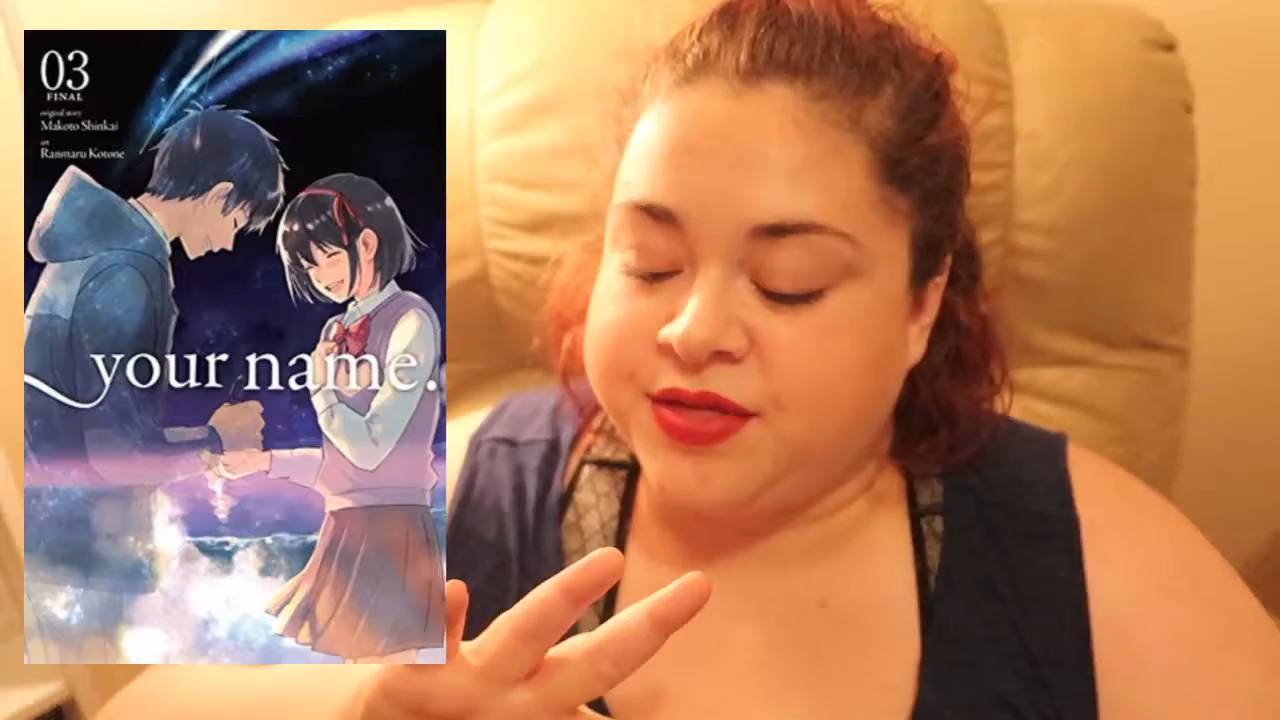 03
FINAL
original story
Makoto Shinkai
art
Ranmaru Kotone
your name.